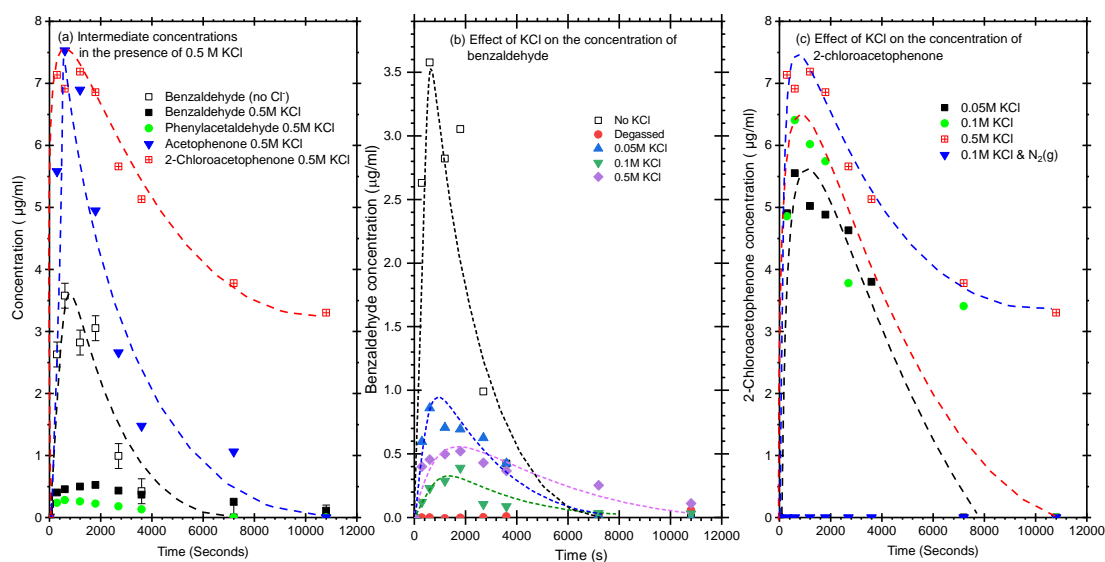 (a) Intermediate concentrations
in the presence of 0.5 M KCl
Benzaldehyde (no Cl⁻)
Benzaldehyde 0.5M KCl
Phenylacetaldehyde 0.5M KCl
Acetophenone 0.5M KCl
2-Chloroacetophenone 0.5M KCl
Concentration ( µg/ml)
8
7
6
5
4
3
2
1
0
0 2000 4000 6000 8000 10000
Time (Seconds)
(b) Effect of KCl on the concentration of
benzaldehyde
No KCl
Degassed
0.05M KCl
0.1M KCl
0.5M KCl
Benzaldehyde concentration ( µg/ml)
3.5
3.0
2.5
2.0
1.5
1.0
0.5
0.0
0 2000 4000 6000 8000 10000
Time (s)
(c) Effect of KCl on the concentration of
2-chloroacetophenone
0.05M KCl
0.1M KCl
0.5M KCl
0.1M KCl & N₂(g)
2-Chloroacetophenone concentration ( µg/ml)
8
7
6
5
4
3
2
1
0
0 2000 4000 6000 8000 10000
Time (Seconds)